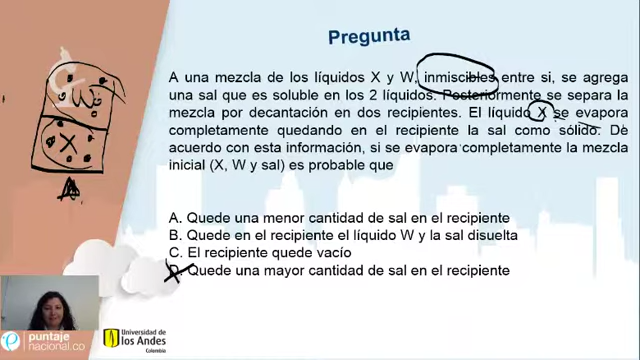 Pregunta
A una mezcla de los líquidos X y W, inmiscibles entre si, se agrega
una sal que es soluble en los 2 líquidos. Posteriormente se separa la
mezcla por decantación en dos recipientes. El líquido X se evapora
completamente quedando en el recipiente la sal como sólido. De
acuerdo con esta información, si se evapora completamente la mezcla
inicial (X, W y sal) es probable que
W
X
A. Quede una menor cantidad de sal en el recipiente
B. Quede en el recipiente el líquido W y la sal disuelta
C. El recipiente quede vacío
D. Quede una mayor cantidad de sal en el recipiente
puntaje
nacional.co
Universidad de
los Andes
Colombia